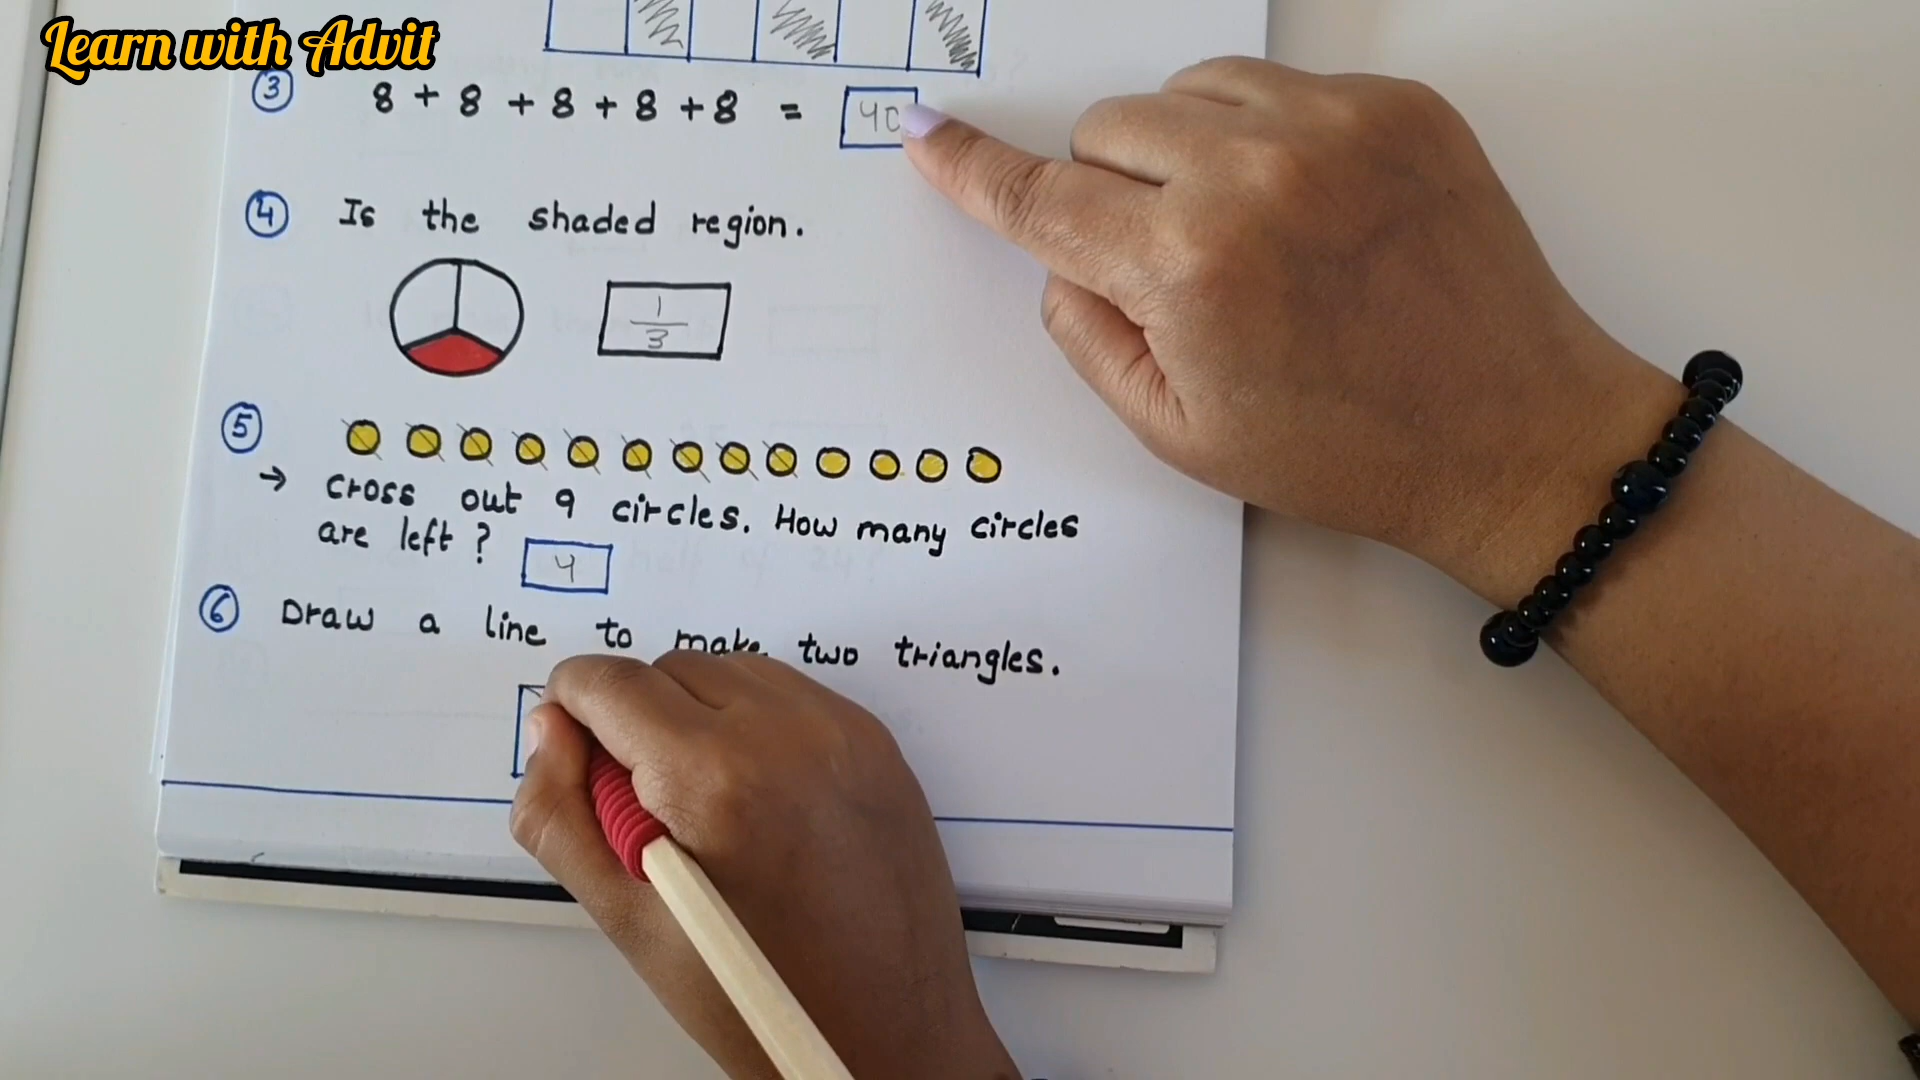 Learn with Advit
3 8 + 8 + 8 + 8 + 8 = 40
4 Is the shaded region.
1
3
5
→ cross out 9 circles. How many circles
are left ? 4
6 Draw a line to make two triangles.